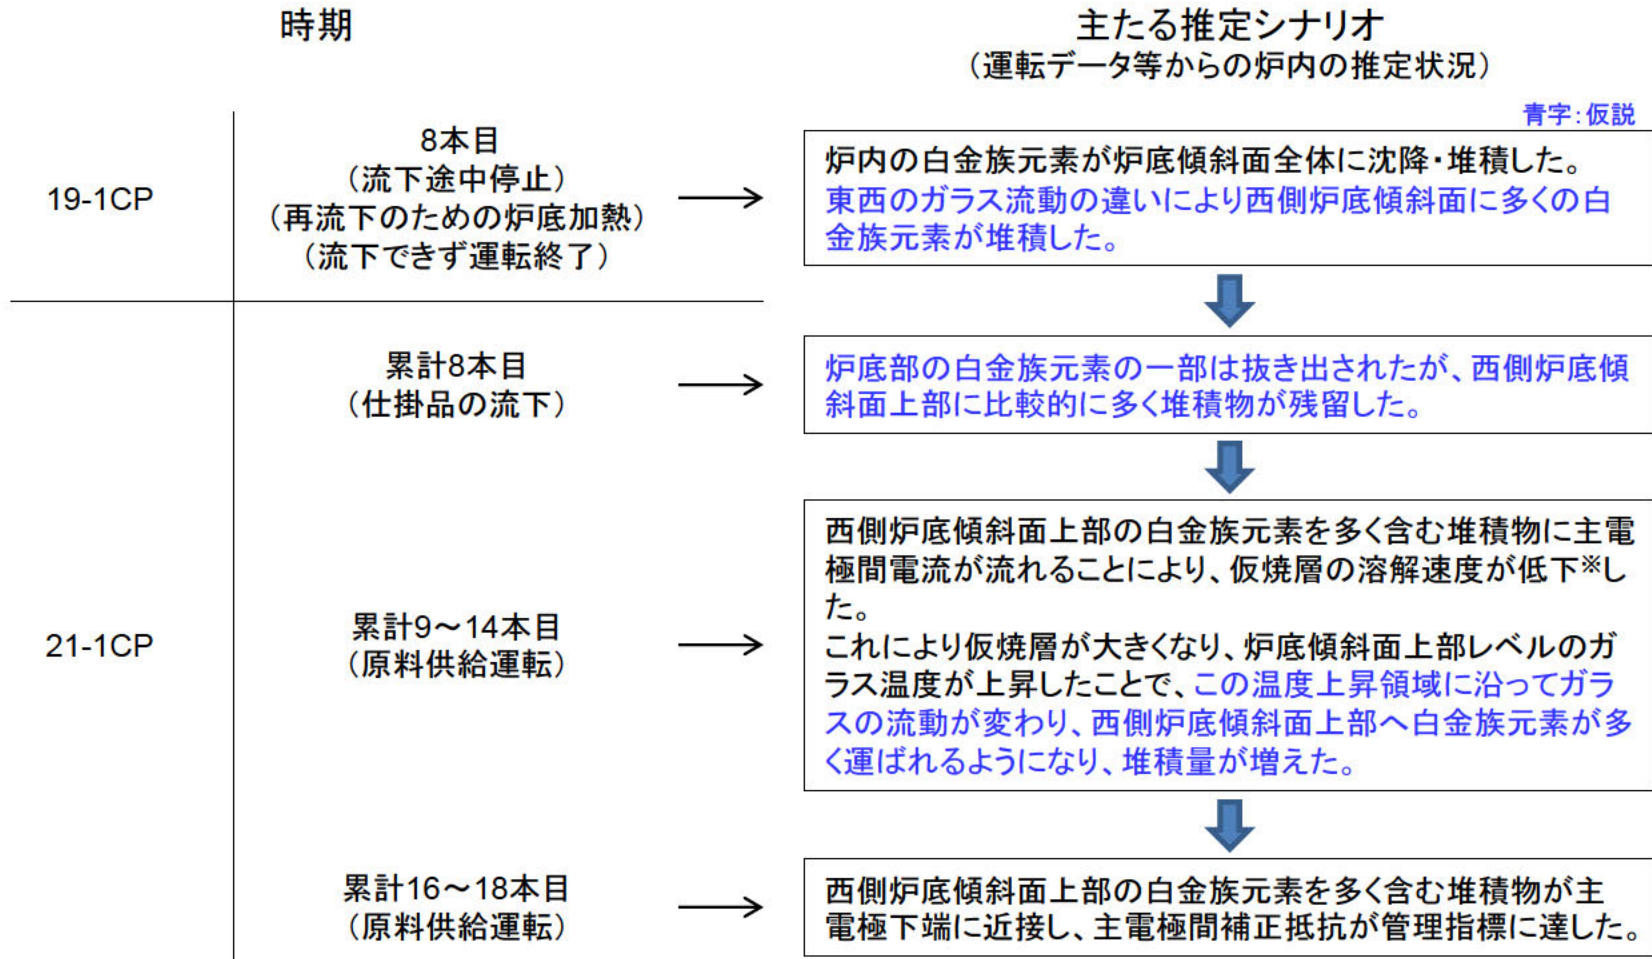 時期
主たる推定シナリオ
（運転データ等からの炉内の推定状況）
青字：仮説
19-1CP
8本目
（流下途中停止）
（再流下のための炉底加熱）
（流下できず運転終了）
炉内の白金族元素が炉底傾斜面全体に沈降・堆積した。
東西のガラス流動の違いにより西側炉底傾斜面に多くの白
金族元素が堆積した。
21-1CP
累計8本目
（仕掛品の流下）
炉底部の白金族元素の一部は抜き出されたが、西側炉底傾
斜面上部に比較的に多く堆積物が残留した。
累計9～14本目
（原料供給運転）
西側炉底傾斜面上部の白金族元素を多く含む堆積物に主電
極間電流が流れることにより、仮焼層の溶解速度が低下※し
た。
これにより仮焼層が大きくなり、炉底傾斜面上部レベルのガ
ラス温度が上昇したことで、この温度上昇領域に沿ってガラ
スの流動が変わり、西側炉底傾斜面上部へ白金族元素が多
く運ばれるようになり、堆積量が増えた。
累計16～18本目
（原料供給運転）
西側炉底傾斜面上部の白金族元素を多く含む堆積物が主
電極下端に近接し、主電極間補正抵抗が管理指標に達した。